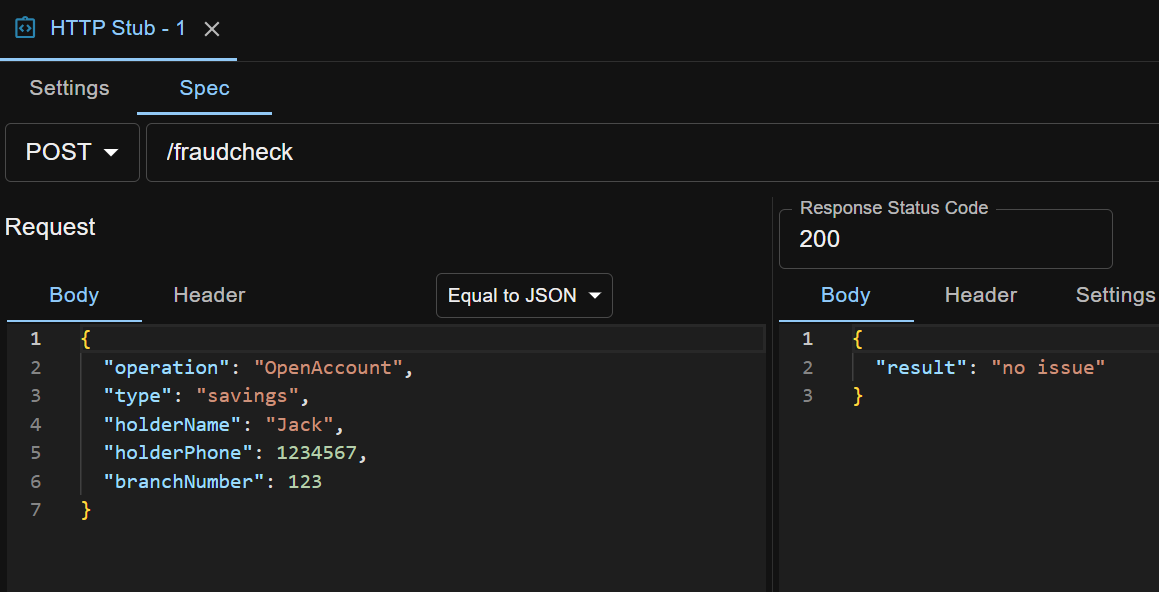 HTTP Stub - 1
Settings Spec
POST /fraudcheck
Request
Body Header Equal to JSON
1 {
2 "operation": "OpenAccount",
3 "type": "savings",
4 "holderName": "Jack",
5 "holderPhone": 1234567,
6 "branchNumber": 123
7 }
Response Status Code
200
Body Header Settings
1 {
2 "result": "no issue"
3 }